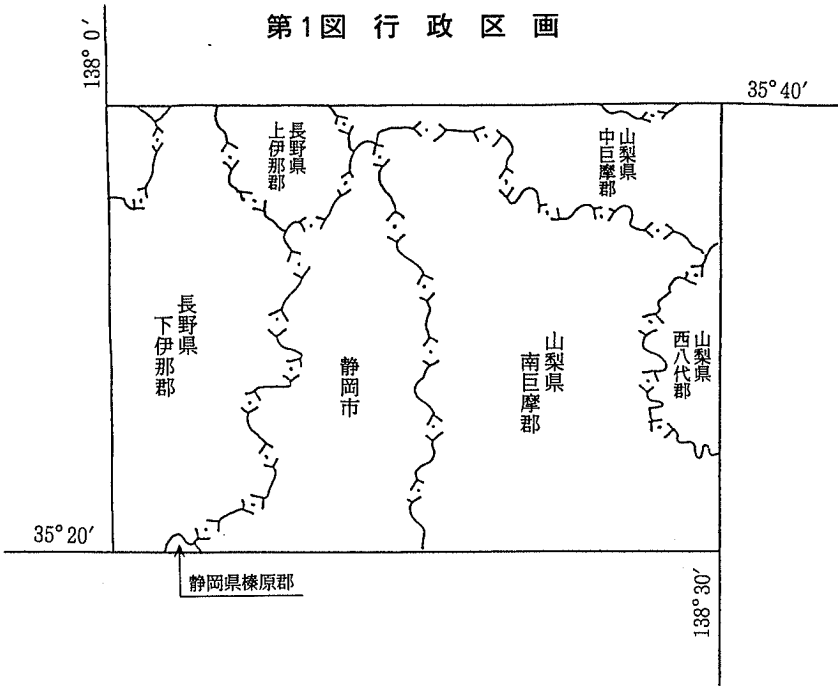 第1図 行政区画
138° 0′
35° 40′
長野県
上伊那郡
山梨県
中巨摩郡
長野県
下伊那郡
静岡市
山梨県
南巨摩郡
山梨県
西八代郡
35° 20′
静岡県榛原郡
138° 30′